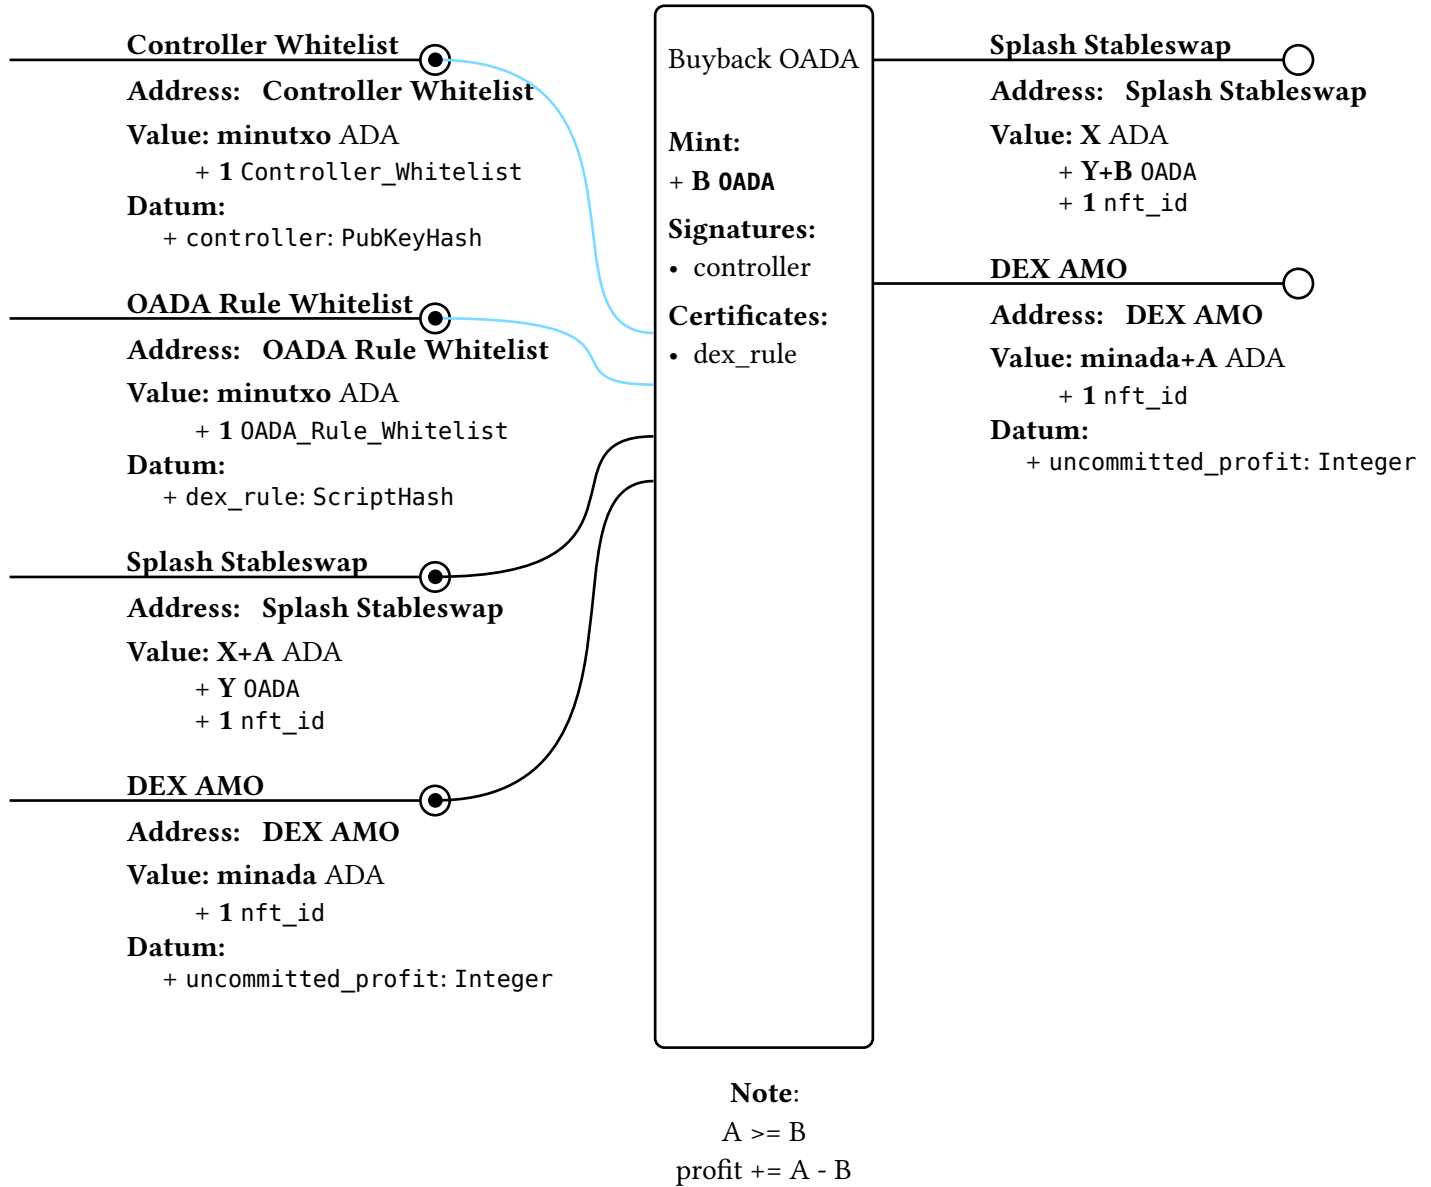 Controller Whitelist
Address: Controller Whitelist
Value: minutxo ADA
+ 1 Controller_Whitelist
Datum:
+ controller: PubKeyHash
OADA Rule Whitelist
Address: OADA Rule Whitelist
Value: minutxo ADA
+ 1 OADA_Rule_Whitelist
Datum:
+ dex_rule: ScriptHash
Splash Stableswap
Address: Splash Stableswap
Value: X+A ADA
+ Y OADA
+ 1 nft_id
DEX AMO
Address: DEX AMO
Value: minada ADA
+ 1 nft_id
Datum:
+ uncommitted_profit: Integer
Buyback OADA
Mint:
+ B OADA
Signatures:
• controller
Certificates:
• dex_rule
Splash Stableswap
Address: Splash Stableswap
Value: X ADA
+ Y+B OADA
+ 1 nft_id
DEX AMO
Address: DEX AMO
Value: minada+A ADA
+ 1 nft_id
Datum:
+ uncommitted_profit: Integer
Note:
A >= B
profit += A - B